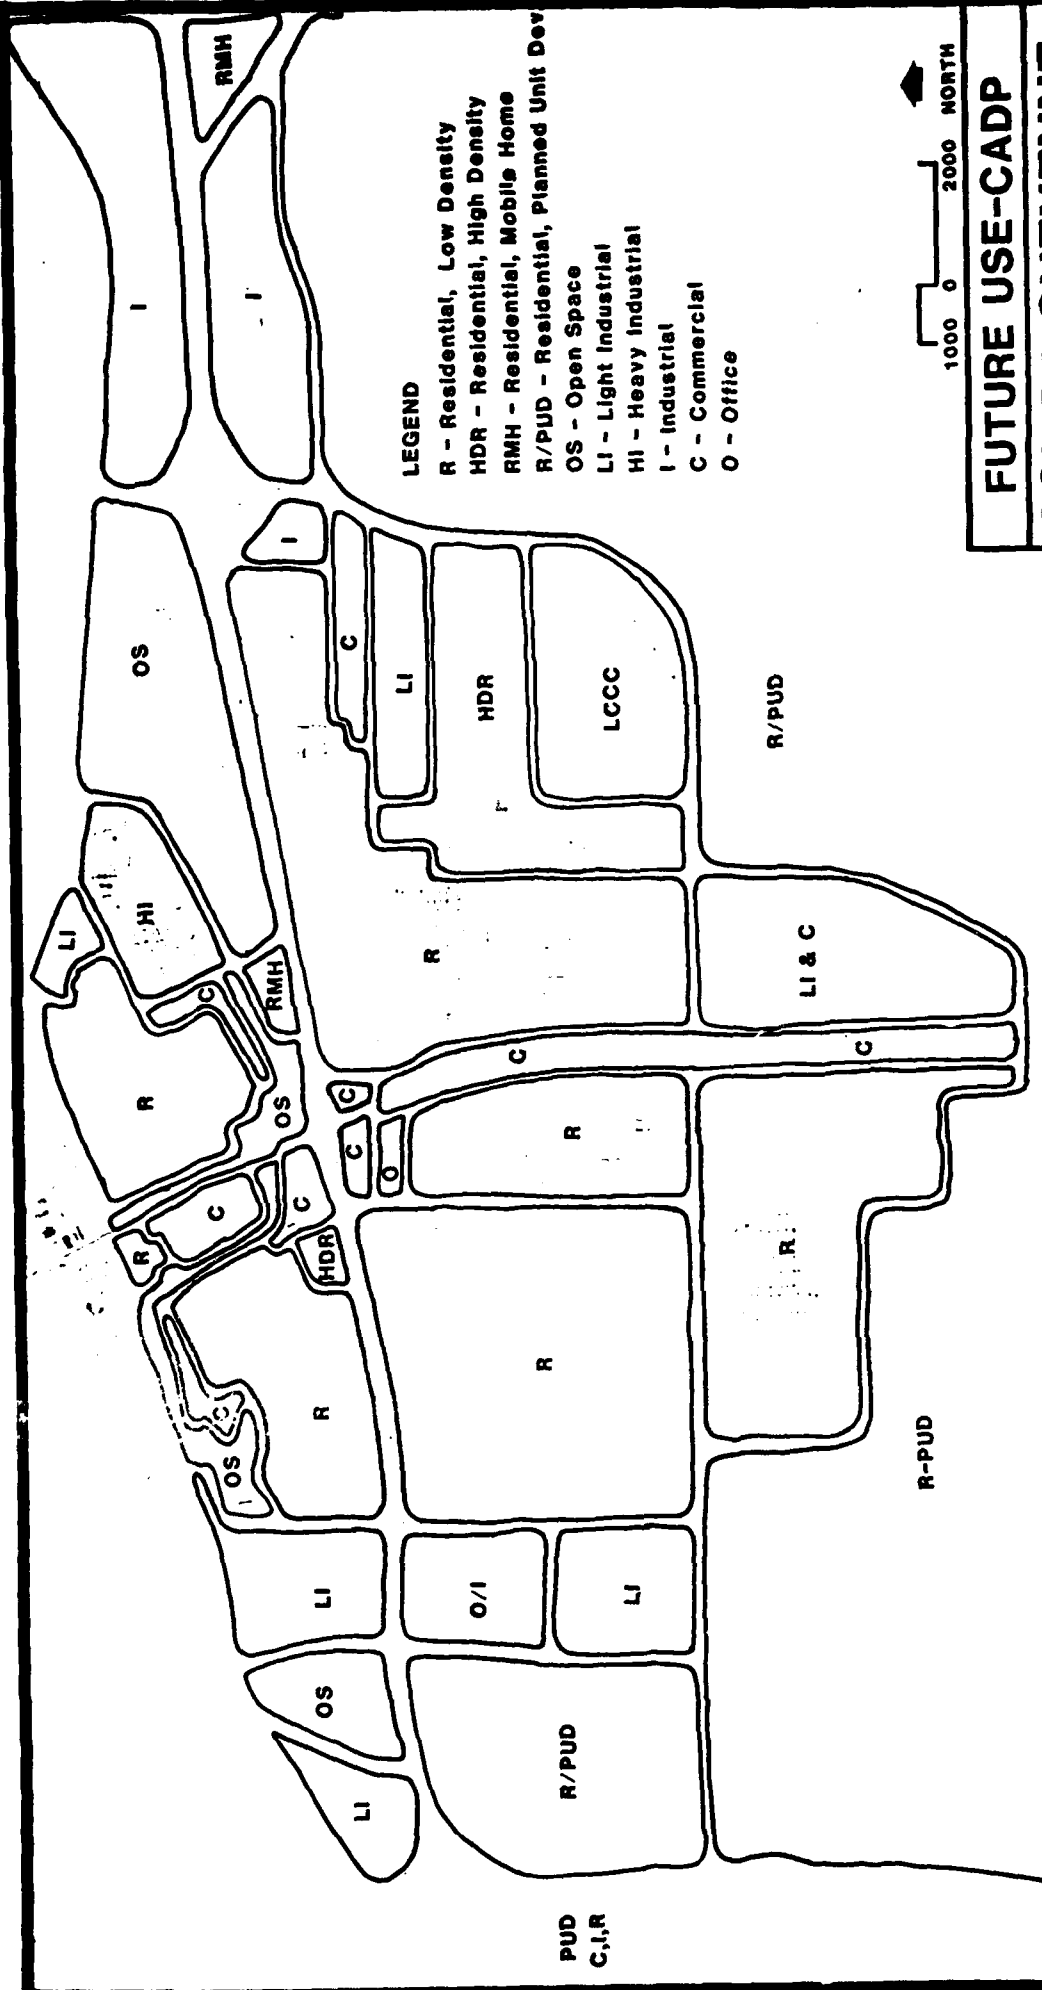 RMH
I
I
LEGEND
R - Residential, Low Density
HDR - Residential, High Density
RMH - Residential, Mobile Home
R/PUD - Residential, Planned Unit Dev.
OS - Open Space
LI - Light Industrial
HI - Heavy Industrial
I - Industrial
C - Commercial
O - Office
1000 0 2000 NORTH
FUTURE USE-CADP
OS
I
C
LI
HDR
LCCC
R/PUD
LI
HI
C
RMH
R
OS
R
LI & C
C
C
C
C
O
R
R
C
C
HDR
R
R
R
C
OS
R-PUD
LI
O/I
LI
OS
LI
R/PUD
PUD
C,I,R